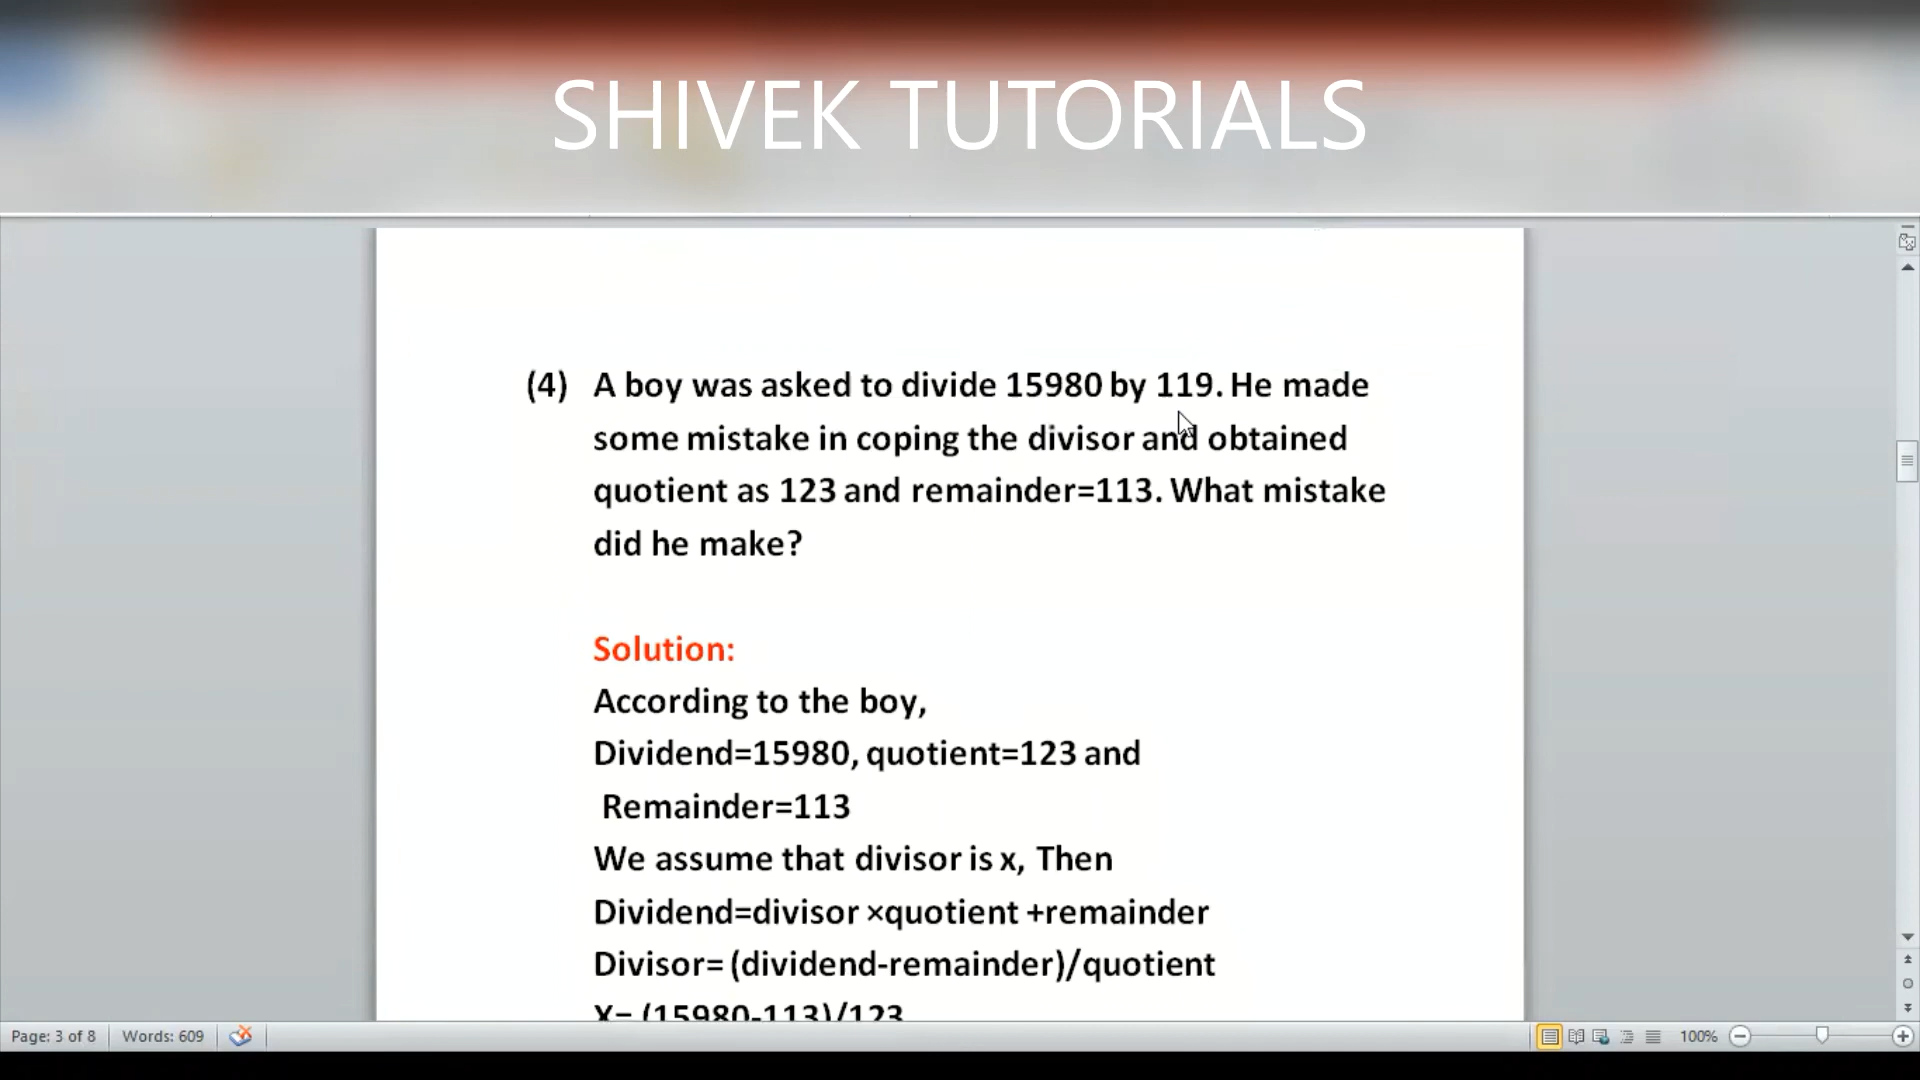 SHIVEK TUTORIALS
(4) A boy was asked to divide 15980 by 119. He made
some mistake in coping the divisor and obtained
quotient as 123 and remainder=113. What mistake
did he make?
Solution:
According to the boy,
Dividend=15980, quotient=123 and
Remainder=113
We assume that divisor is x, Then
Dividend=divisor ×quotient +remainder
Divisor= (dividend-remainder)/quotient
X= (15980-113)/123
Page: 3 of 8 Words: 609 100%